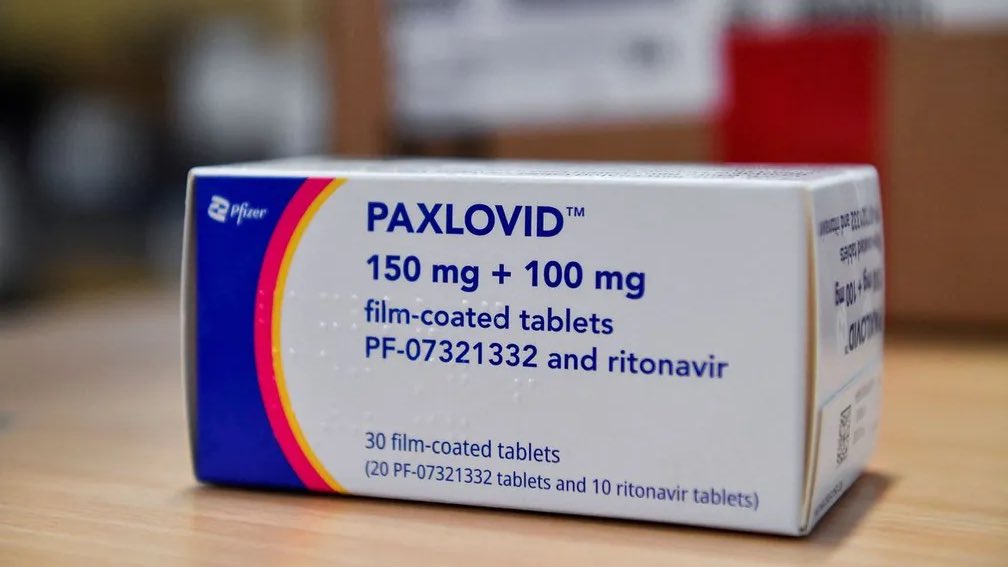 Pfizer
PAXLOVID™
150 mg + 100 mg
film-coated tablets
PF-07321332 and ritonavir
30 film-coated tablets
(20 PF-07321332 tablets and 10 ritonavir tablets)